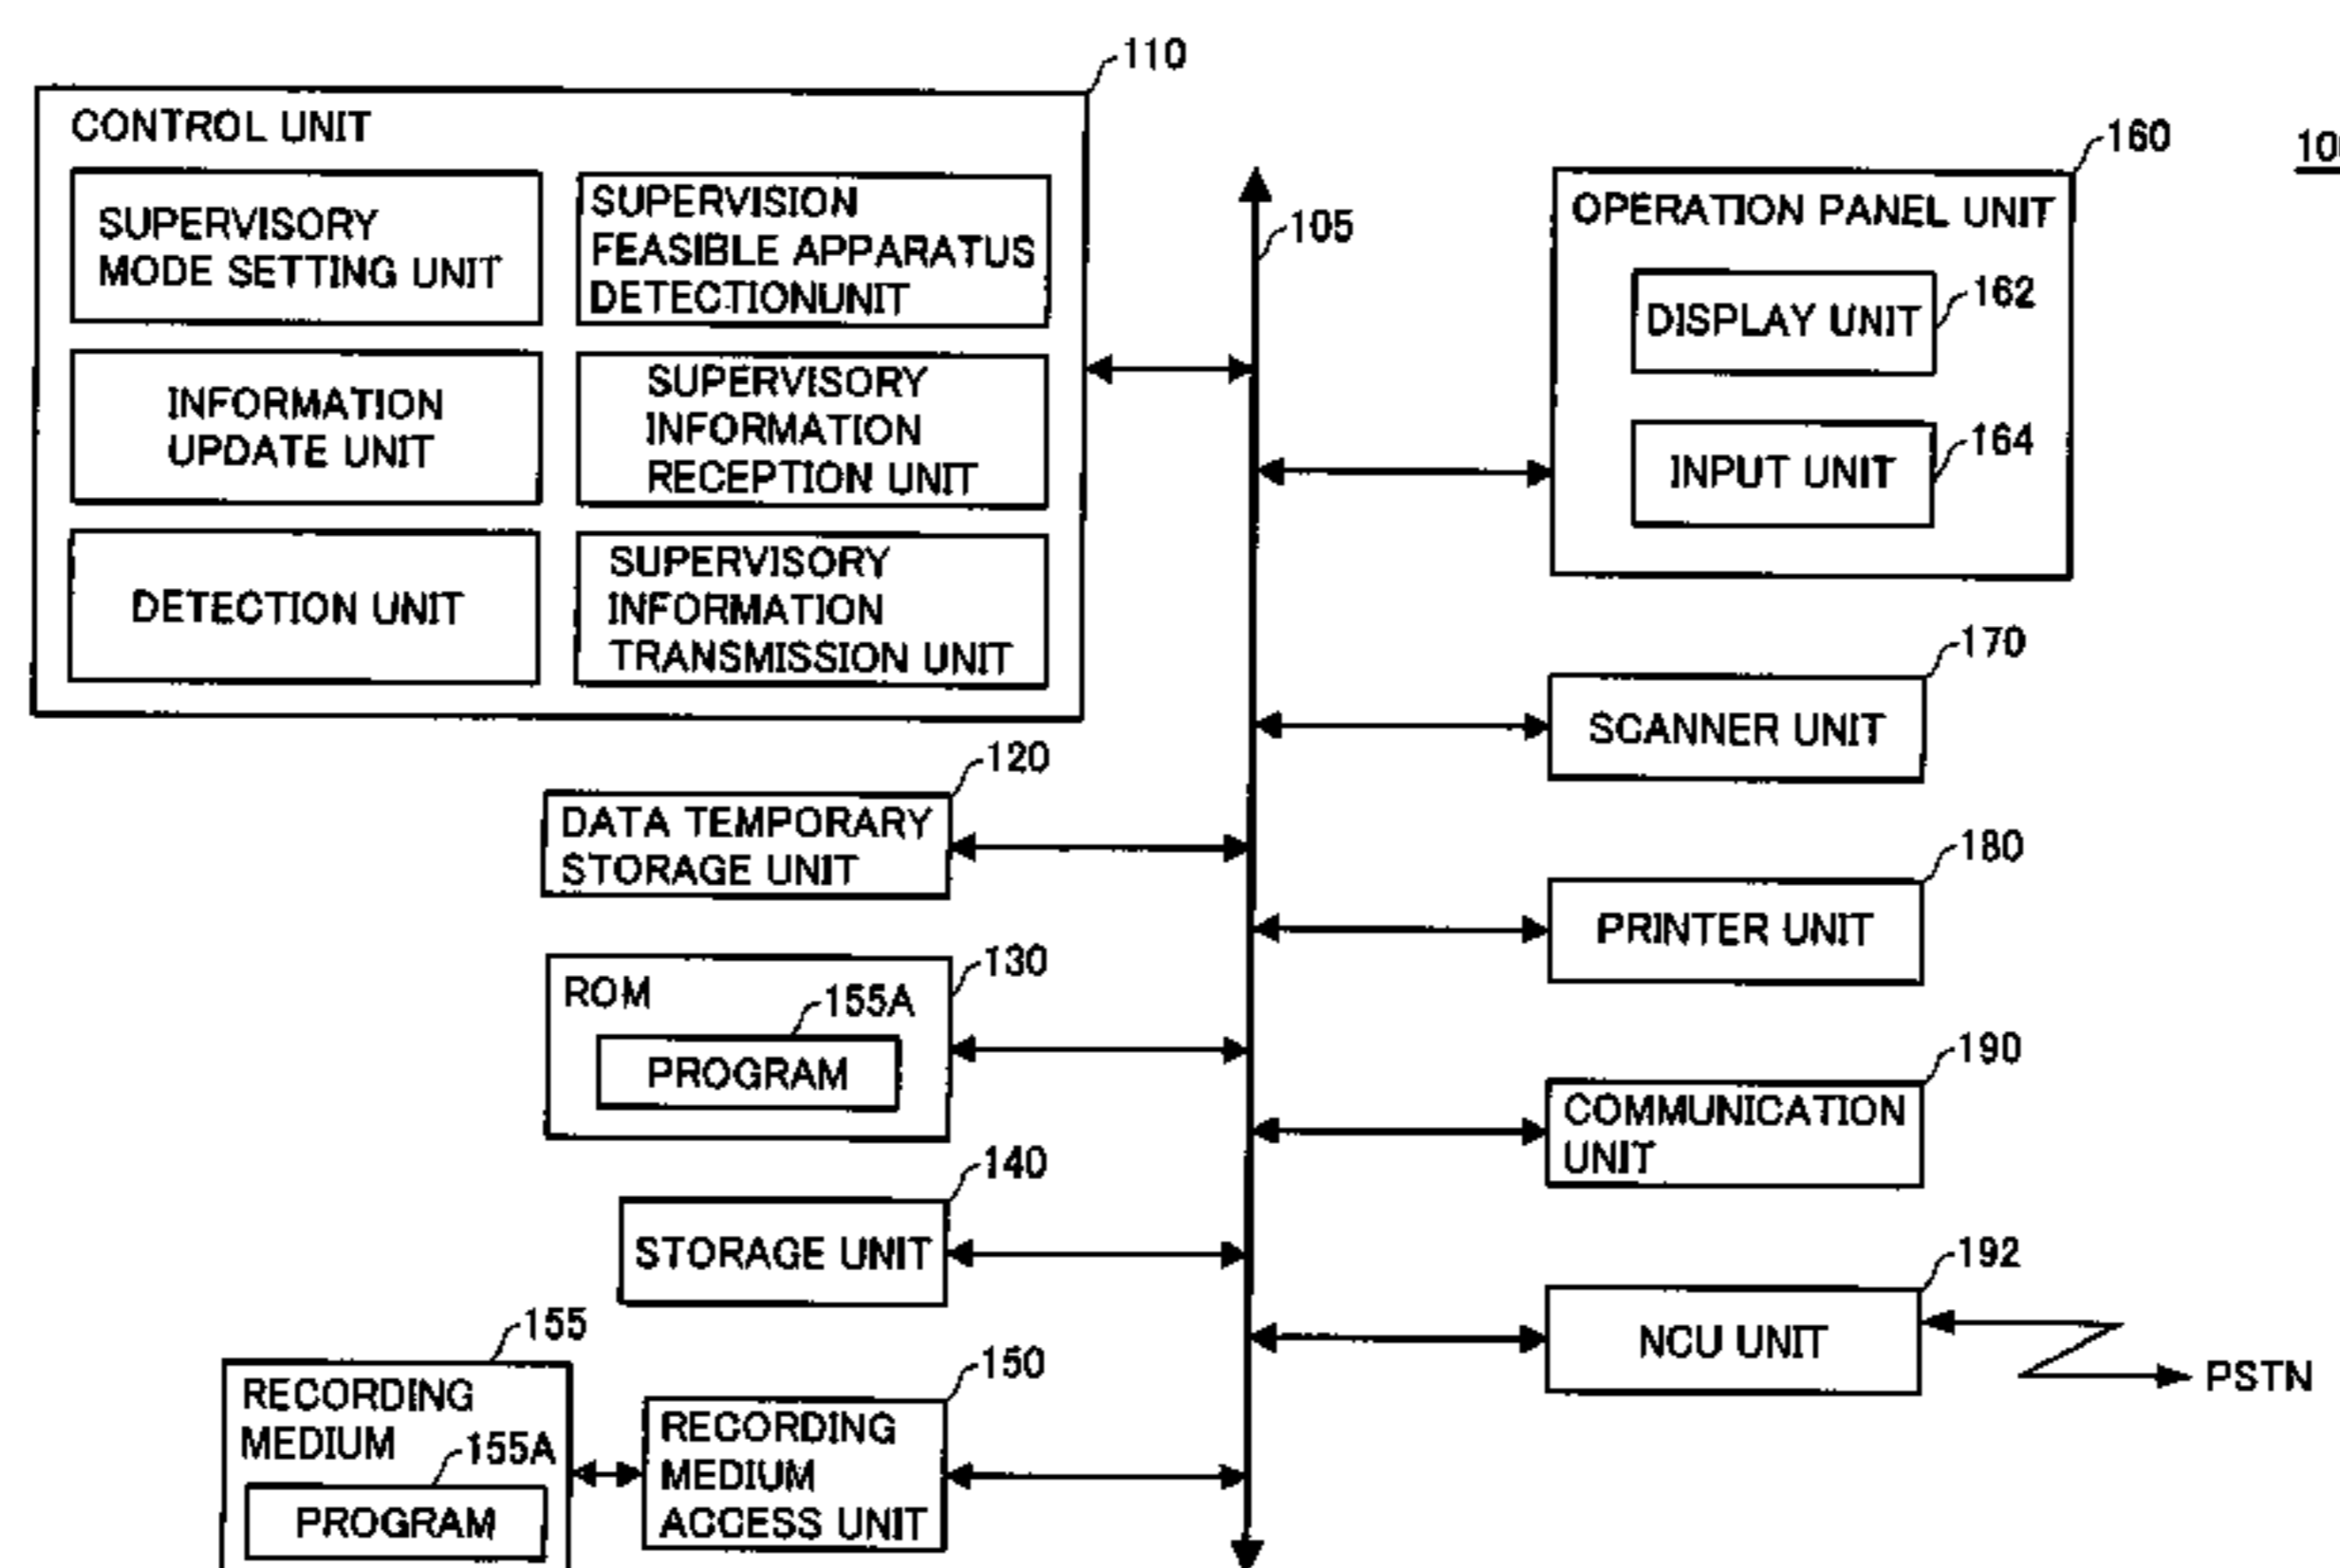 110
CONTROL UNIT
SUPERVISORY
MODE SETTING UNIT
SUPERVISION
FEASIBLE APPARATUS
DETECTIONUNIT
INFORMATION
UPDATE UNIT
SUPERVISORY
INFORMATION
RECEPTION UNIT
DETECTION UNIT
SUPERVISORY
INFORMATION
TRANSMISSION UNIT
105
160
OPERATION PANEL UNIT
162
DISPLAY UNIT
164
INPUT UNIT
170
SCANNER UNIT
120
DATA TEMPORARY
STORAGE UNIT
180
PRINTER UNIT
130
ROM
155A
PROGRAM
190
COMMUNICATION
UNIT
140
STORAGE UNIT
192
NCU UNIT
PSTN
155
RECORDING
MEDIUM
155A
PROGRAM
150
RECORDING
MEDIUM
ACCESS UNIT